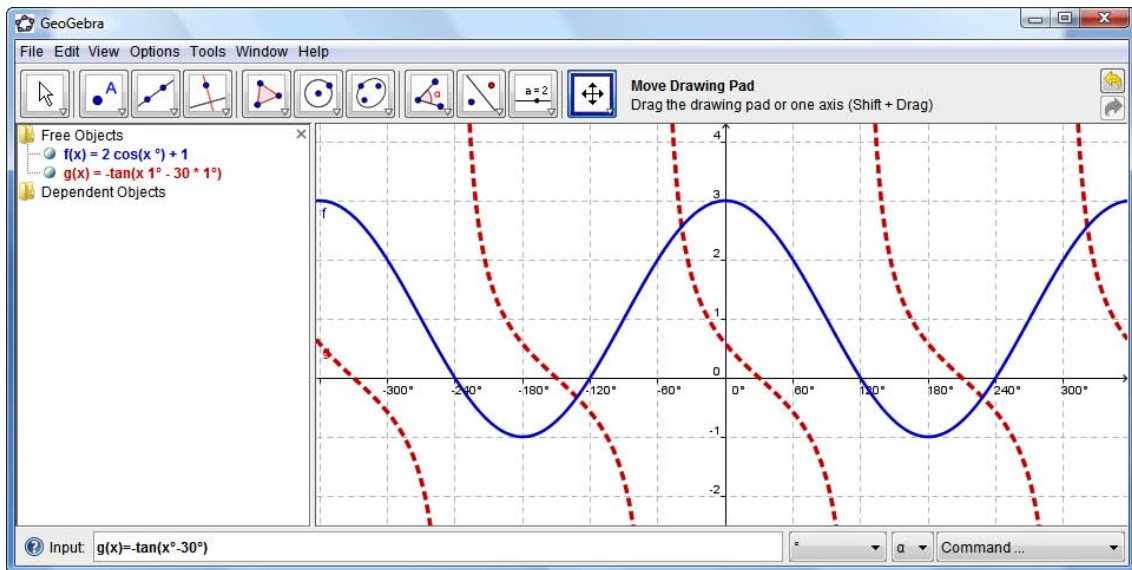 GeoGebra
File Edit View Options Tools Window Help
A
α
a = 2
Move Drawing Pad
Drag the drawing pad or one axis (Shift + Drag)
Free Objects
f(x) = 2 cos(x °) + 1
g(x) = -tan(x 1° - 30 * 1°)
Dependent Objects
4
3
f
2
1
g
0
-300° -240° -180° -120° -60° 0° 60° 120° 180° 240° 300°
-1
-2
Input: g(x)=-tan(x°-30°) ° α Command ...